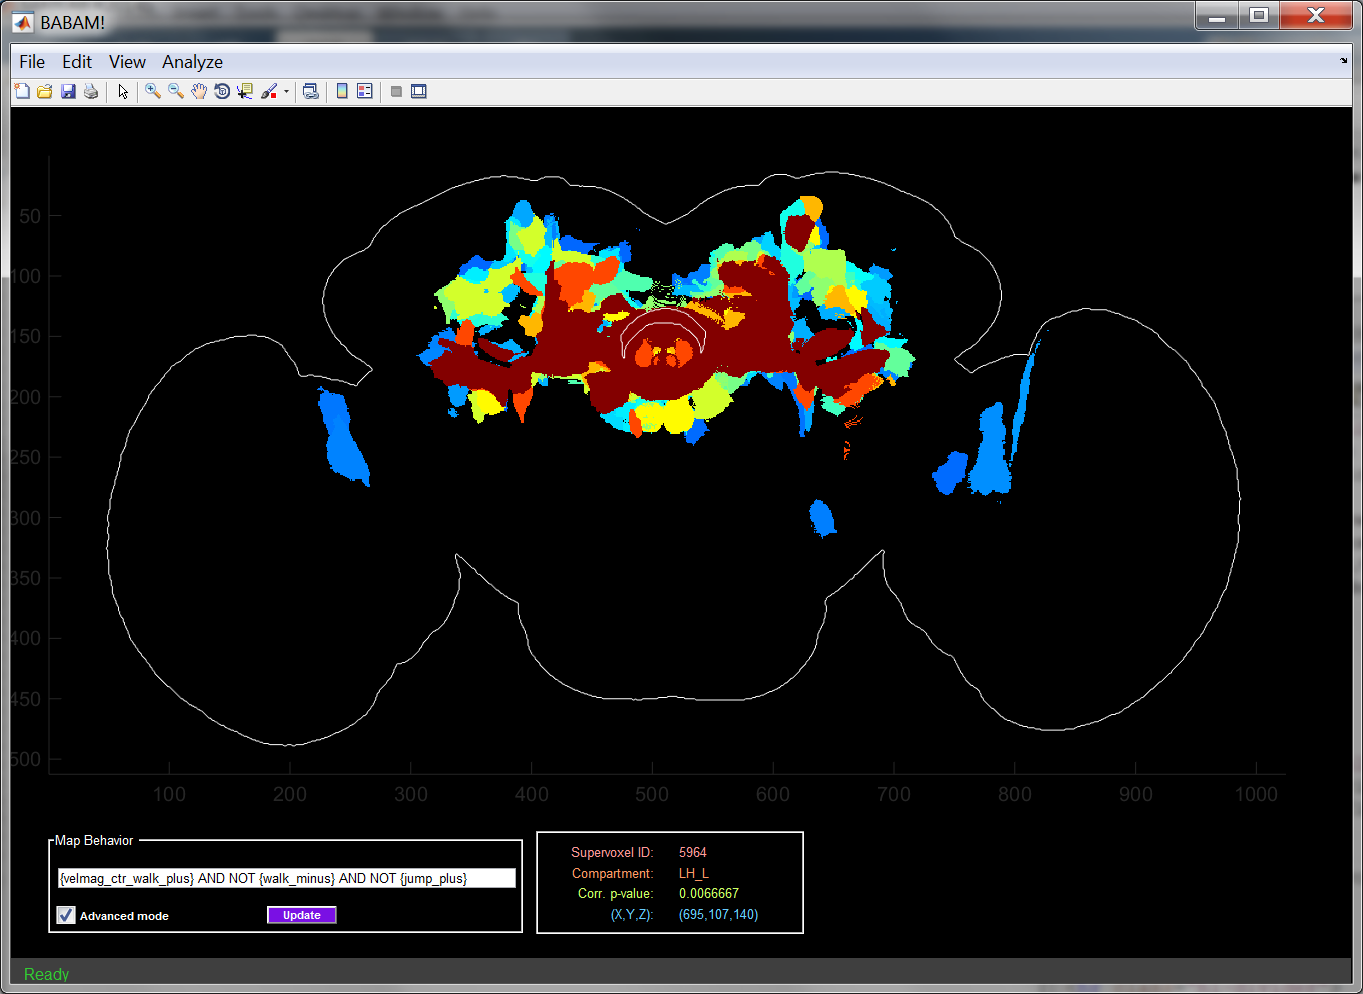 BABAM!
File Edit View Analyze
50
100
150
200
250
300
350
400
450
500
100 200 300 400 500 600 700 800 900 1000
Map Behavior
{velmag_ctr_walk_plus} AND NOT {walk_minus} AND NOT {jump_plus}
Advanced mode
Update
Supervoxel ID: 5964
Compartment: LH_L
Corr. p-value: 0.0066667
(X,Y,Z): (695,107,140)
Ready